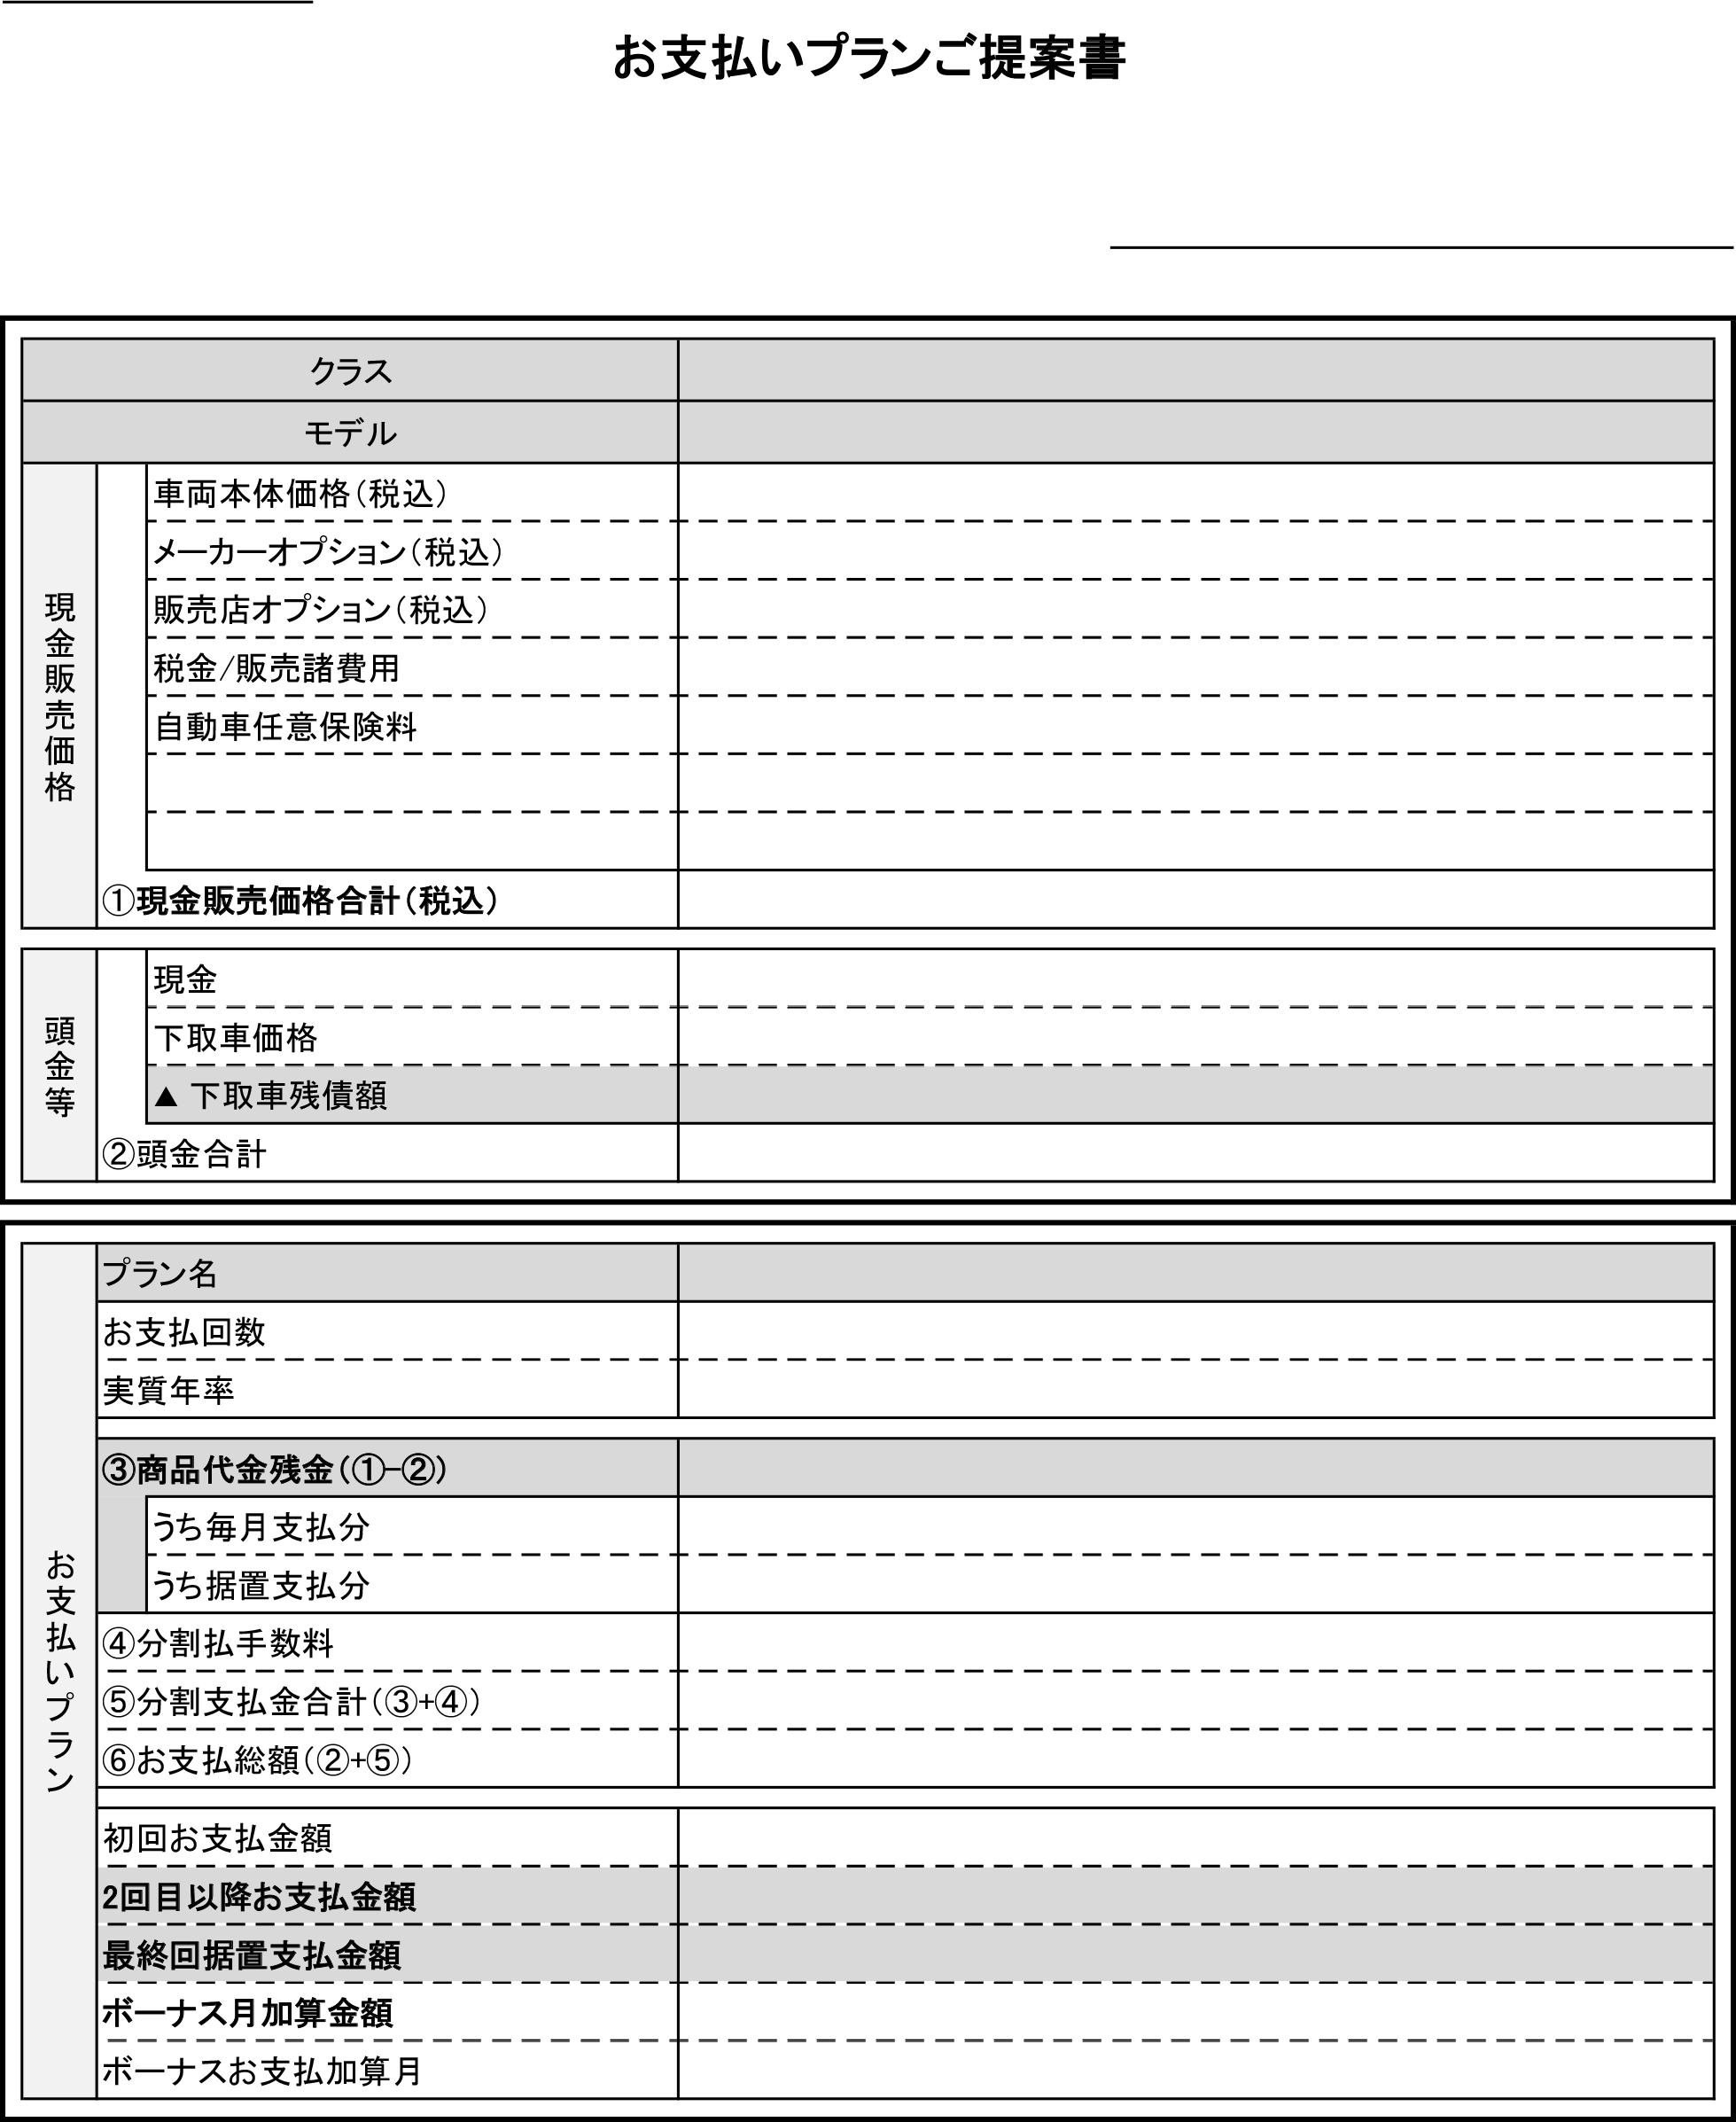 お支払いプランご提案書
クラス
モデル
現金販売価格
車両本体価格（税込）
メーカーオプション（税込）
販売店オプション（税込）
税金/販売諸費用
自動車任意保険料
①現金販売価格合計（税込）
頭金等
現金
下取車価格
▲ 下取車残債額
②頭金合計
お支払いプラン
プラン名
お支払回数
実質年率
③商品代金残金（①-②）
うち毎月支払分
うち据置支払分
④分割払手数料
⑤分割支払金合計（③+④）
⑥お支払総額（②+⑤）
初回お支払金額
2回目以降お支払金額
最終回据置支払金額
ボーナス月加算金額
ボーナスお支払加算月